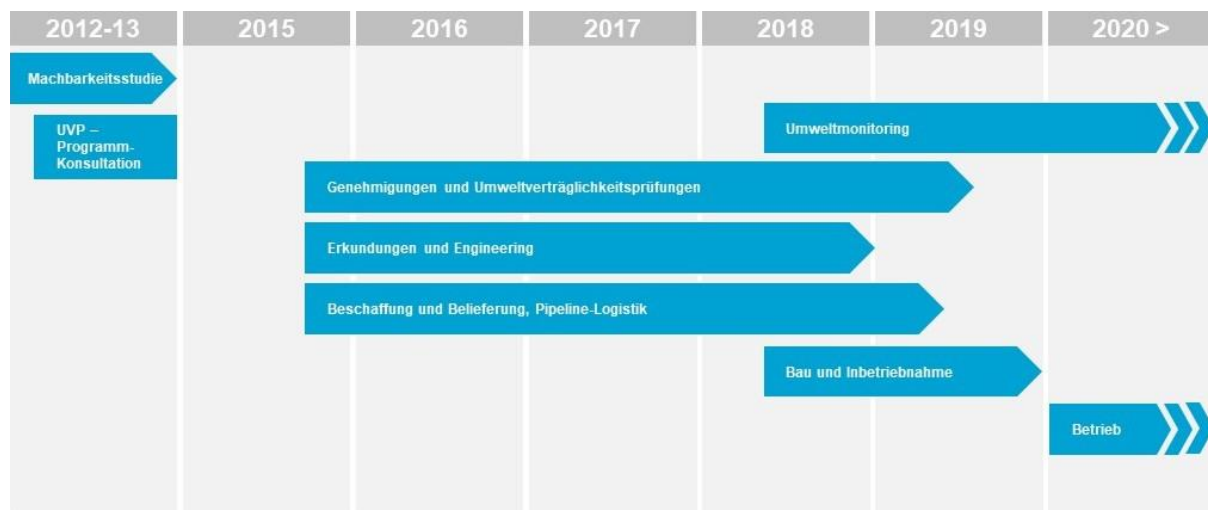 2012-13
2015
2016
2017
2018
2019
2020 >
Machbarkeitsstudie
UVP –
Programm-
Konsultation
Umweltmonitoring
Genehmigungen und Umweltverträglichkeitsprüfungen
Erkundungen und Engineering
Beschaffung und Belieferung, Pipeline-Logistik
Bau und Inbetriebnahme
Betrieb